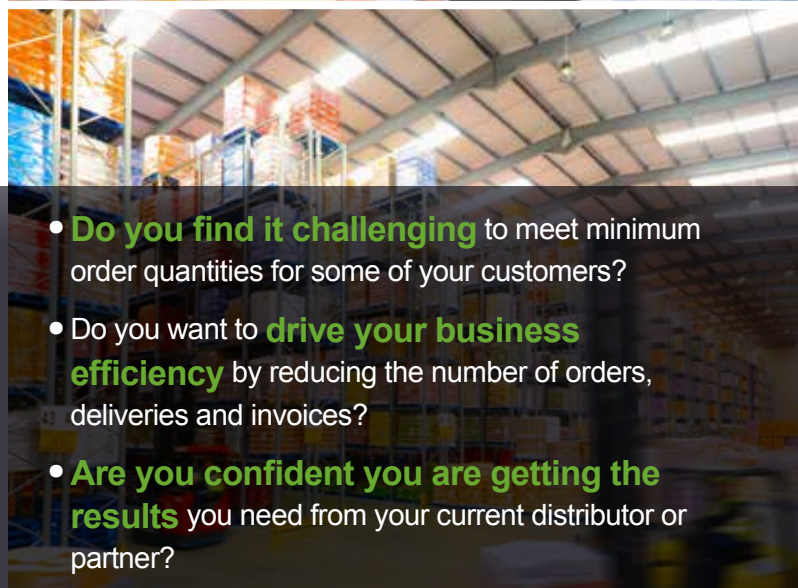 • Do you find it challenging to meet minimum
order quantities for some of your customers?
• Do you want to drive your business
efficiency by reducing the number of orders,
deliveries and invoices?
• Are you confident you are getting the
results you need from your current distributor or
partner?
43